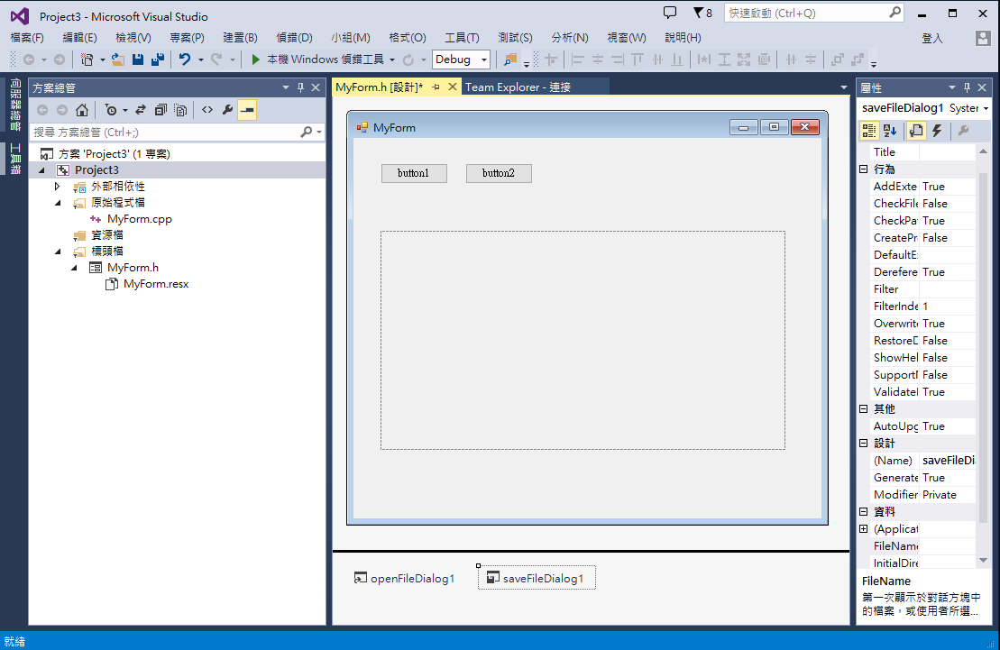 Project3 - Microsoft Visual Studio
8
快速啟動 (Ctrl+Q)
檔案(F) 編輯(E) 檢視(V) 專案(P) 建置(B) 偵錯(D) 小組(M) 格式(O) 工具(T) 測試(S) 分析(N) 視窗(W) 說明(H)
登入
本機 Windows 偵錯工具 Debug
伺服器總管
工具箱
方案總管
搜尋 方案總管 (Ctrl+;)
方案 'Project3' (1 專案)
Project3
外部相依性
原始程式檔
MyForm.cpp
資源檔
標頭檔
MyForm.h
MyForm.resx
MyForm.h [設計]* Team Explorer - 連接
MyForm
button1 button2
openFileDialog1 saveFileDialog1
屬性
saveFileDialog1 System
Title
行為
AddExte True
CheckFile False
CheckPa True
CreatePr False
DefaultE
Derefere True
Filter
FilterInde 1
Overwrite True
RestoreD False
ShowHel False
SupportM False
ValidateN True
其他
AutoUpg True
設計
(Name) saveFileDi
Generate True
Modifier Private
資料
(Applicat
FileName
InitialDire
FileName
第一次顯示於對話方塊中
的檔案，或使用者所選...
就緒